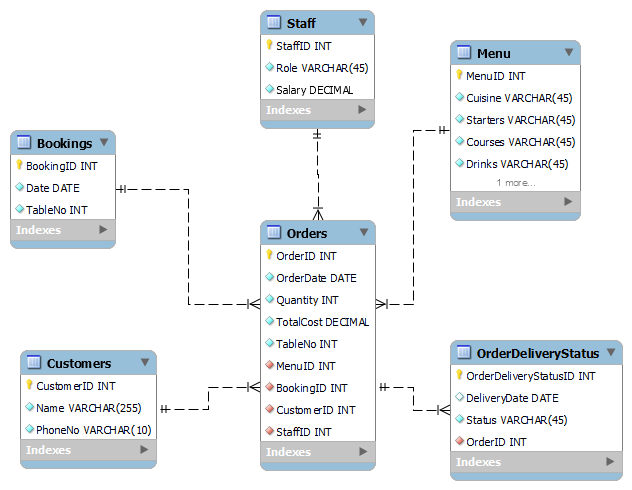 Staff
StaffID INT
Role VARCHAR(45)
Salary DECIMAL
Indexes
Menu
MenuID INT
Cuisine VARCHAR(45)
Starters VARCHAR(45)
Courses VARCHAR(45)
Drinks VARCHAR(45)
1 more...
Indexes
Bookings
BookingID INT
Date DATE
TableNo INT
Indexes
Orders
OrderID INT
OrderDate DATE
Quantity INT
TotalCost DECIMAL
TableNo INT
MenuID INT
BookingID INT
CustomerID INT
StaffID INT
Indexes
Customers
CustomerID INT
Name VARCHAR(255)
PhoneNo VARCHAR(10)
Indexes
OrderDeliveryStatus
OrderDeliveryStatusID INT
DeliveryDate DATE
Status VARCHAR(45)
OrderID INT
Indexes